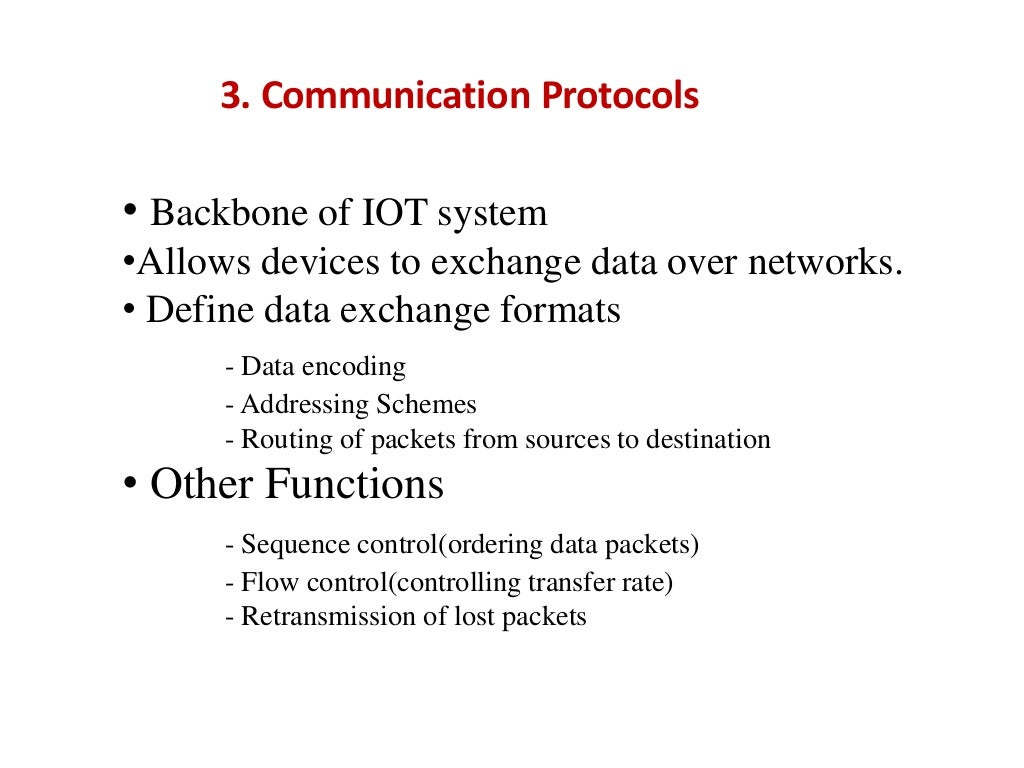 3. Communication Protocols
• Backbone of IOT system
•Allows devices to exchange data over networks.
• Define data exchange formats
- Data encoding
- Addressing Schemes
- Routing of packets from sources to destination
• Other Functions
- Sequence control(ordering data packets)
- Flow control(controlling transfer rate)
- Retransmission of lost packets